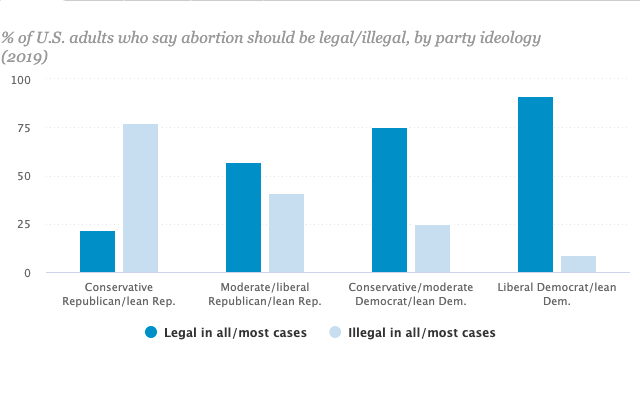 % of U.S. adults who say abortion should be legal/illegal, by party ideology
(2019)
100
75
50
25
0
Conservative
Republican/lean Rep.
Moderate/liberal
Republican/lean Rep.
Conservative/moderate
Democrat/lean Dem.
Liberal Democrat/lean
Dem.
Legal in all/most cases
Illegal in all/most cases